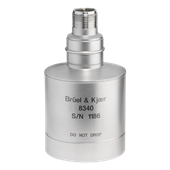 Brüel & Kjær
8340
S/N 1186
DO NOT DROP